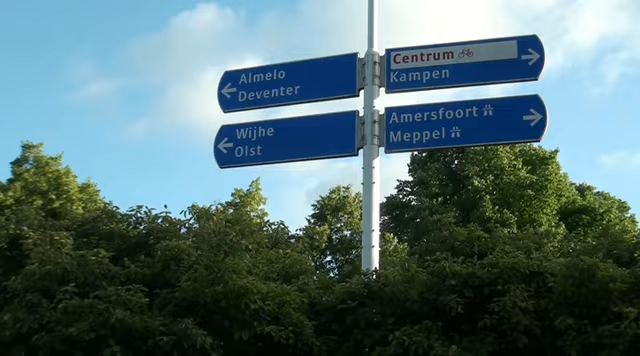 Almelo
Deventer
Centrum
Kampen
Wijhe
Olst
Amersfoort
Meppel